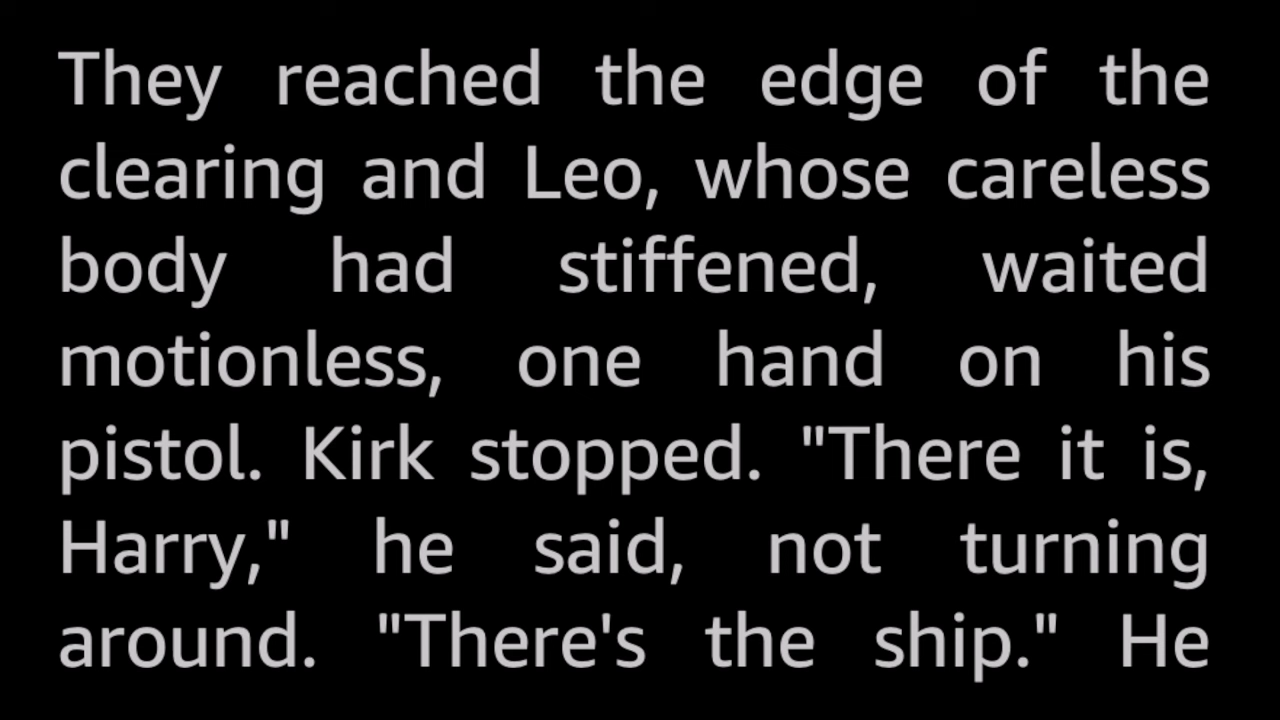 They reached the edge of the
clearing and Leo, whose careless
body had stiffened, waited
motionless, one hand on his
pistol. Kirk stopped. "There it is,
Harry," he said, not turning
around. "There's the ship." He